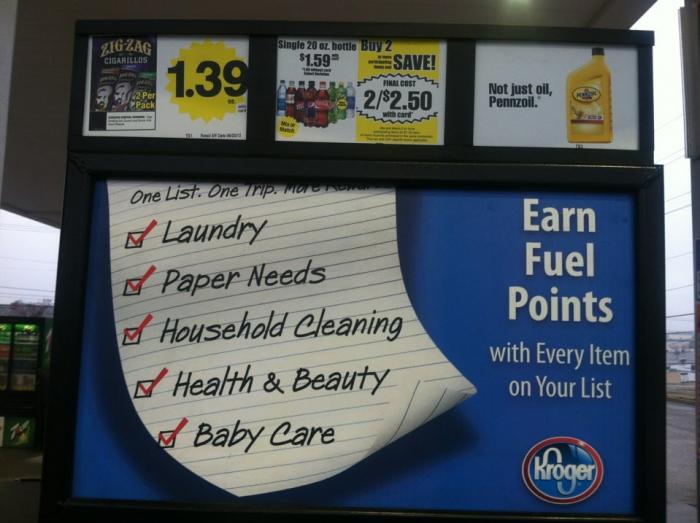 ZIG-ZAG
CIGARILLOS
2 Per
Pack
1.39
Single 20 oz. bottle
$1.59
Mix or
Match
Buy 2
SAVE!
FINAL COST
2/$2.50
with card
Not just oil,
Pennzoil.
One List. One Trip. More
Laundry
Paper Needs
Household Cleaning
Health & Beauty
Baby Care
Earn
Fuel
Points
with Every Item
on Your List
Kroger